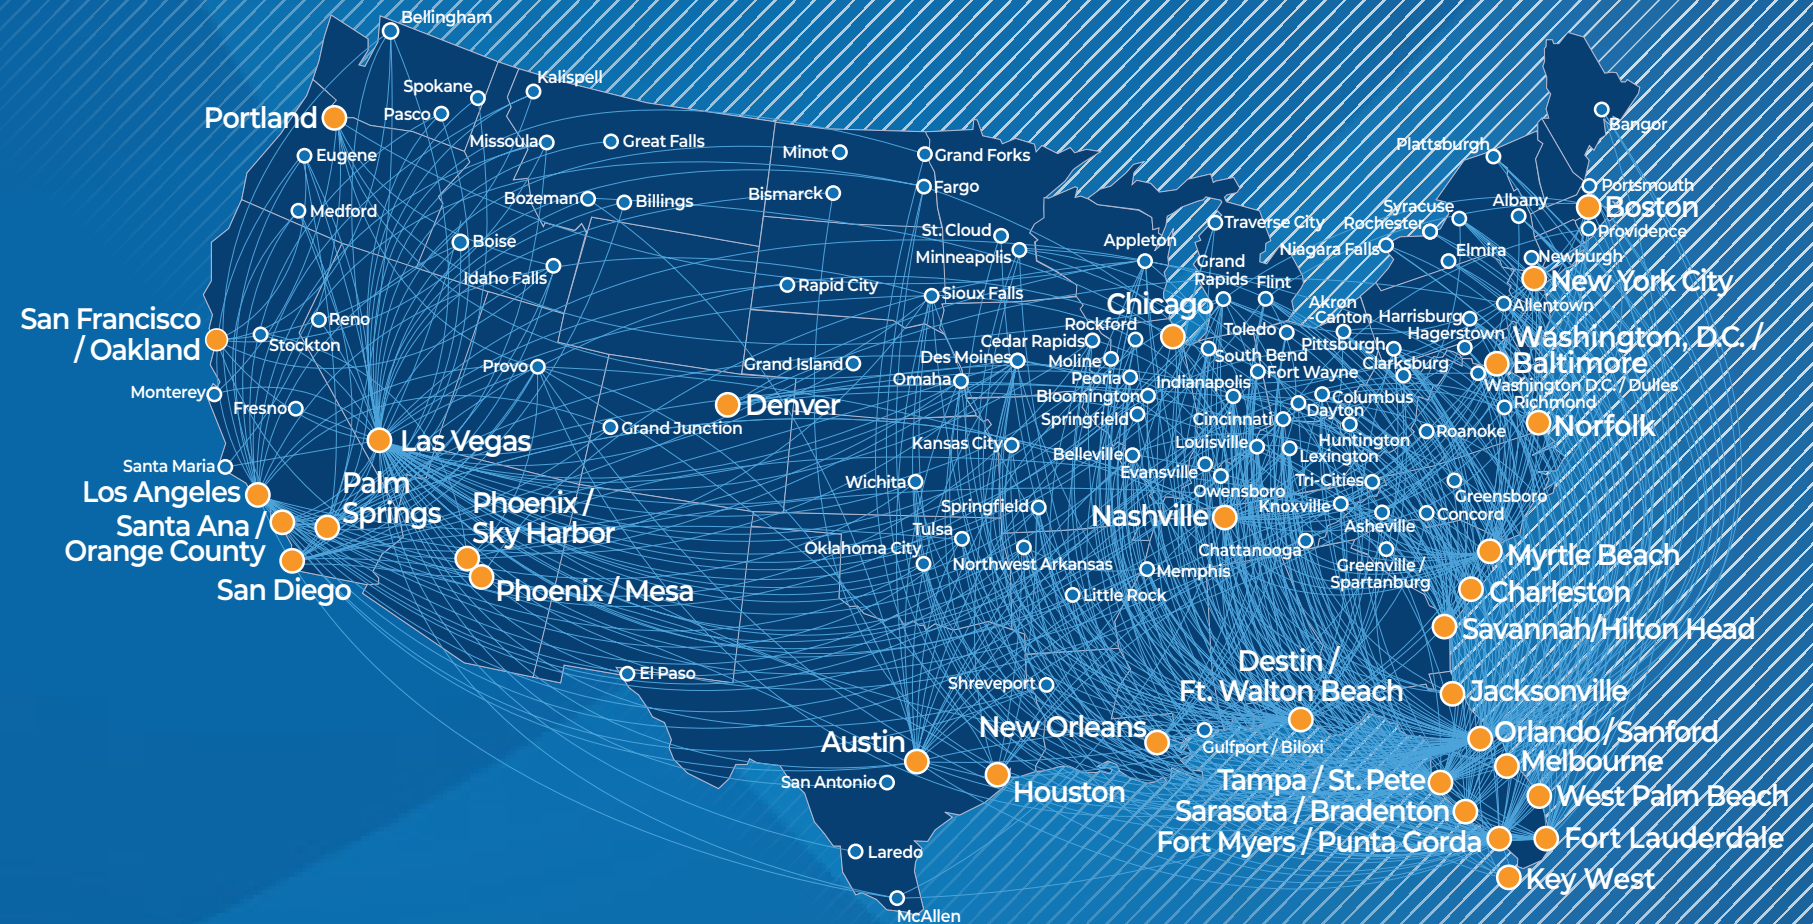 Bellingham
Spokane
Kalispell
Pasco
Portland
Missoula
Great Falls
Eugene
Minot
Grand Forks
Fargo
Bozeman
Billings
Bismarck
Medford
Boise
Idaho Falls
St. Cloud
Minneapolis
Appleton
Traverse City
Plattsburgh
Bangor
Portsmouth
Boston
Providence
Albany
Syracuse
Rochester
Niagara Falls
Elmira
Newburgh
New York City
Allentown
Rapid City
Sioux Falls
Grand
Rapids
Flint
Chicago
Akron
-Canton
Harrisburg
Hagerstown
Washington, D.C. /
Baltimore
San Francisco
/ Oakland
Reno
Stockton
Rockford
Cedar Rapids
Toledo
Pittsburgh
Clarksburg
Washington D.C. / Dulles
Richmond
Norfolk
Provo
Grand Island
Des Moines
Moline
South Bend
Fort Wayne
Omaha
Peoria
Indianapolis
Bloomington
Columbus
Dayton
Springfield
Cincinnati
Huntington
Roanoke
Monterey
Fresno
Denver
Grand Junction
Las Vegas
Kansas City
Belleville
Louisville
Lexington
Evansville
Owensboro
Tri-Cities
Greensboro
Santa Maria
Los Angeles
Palm
Springs
Santa Ana /
Orange County
San Diego
Phoenix /
Sky Harbor
Phoenix / Mesa
Wichita
Springfield
Nashville
Knoxville
Asheville
Concord
Tulsa
Oklahoma City
Northwest Arkansas
Chattanooga
Memphis
Greenville /
Spartanburg
Myrtle Beach
Little Rock
Charleston
Savannah/Hilton Head
El Paso
Shreveport
Destin /
Ft. Walton Beach
Jacksonville
New Orleans
Gulfport / Biloxi
Orlando / Sanford
Melbourne
Austin
San Antonio
Houston
Tampa / St. Pete
West Palm Beach
Sarasota / Bradenton
Fort Myers / Punta Gorda
Fort Lauderdale
Laredo
Key West
McAllen